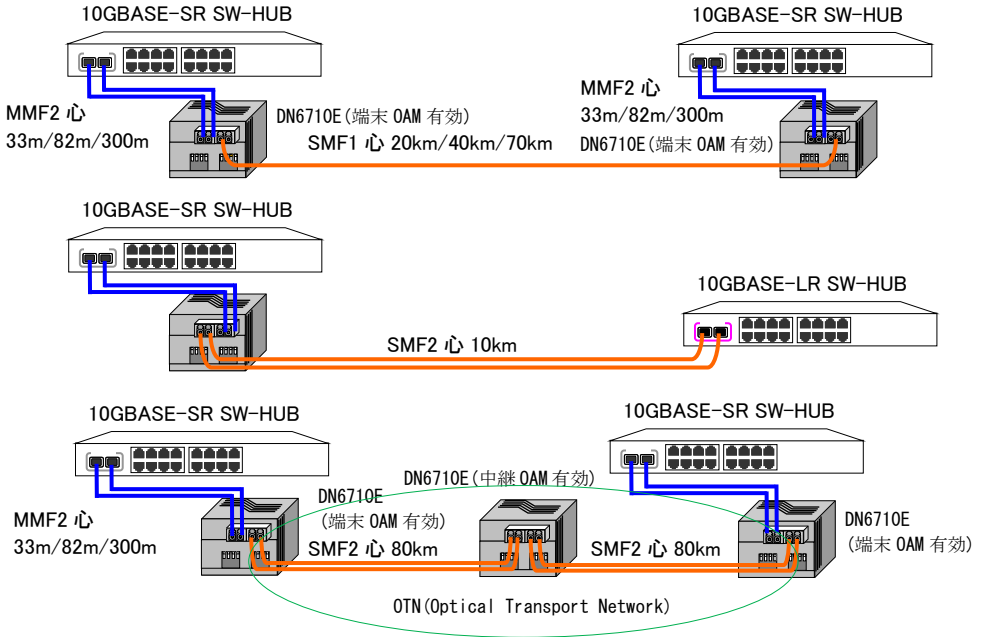 10GBASE-SR SW-HUB
10GBASE-SR SW-HUB
MMF2 心
33m/82m/300m
DN6710E(端末 OAM 有効)
SMF1 心 20km/40km/70km
MMF2 心
33m/82m/300m
DN6710E(端末 OAM 有効)
10GBASE-SR SW-HUB
10GBASE-LR SW-HUB
SMF2 心 10km
10GBASE-SR SW-HUB
10GBASE-SR SW-HUB
MMF2 心
33m/82m/300m
DN6710E
(端末 OAM 有効)
DN6710E(中継 OAM 有効)
DN6710E
(端末 OAM 有効)
SMF2 心 80km
SMF2 心 80km
OTN(Optical Transport Network)